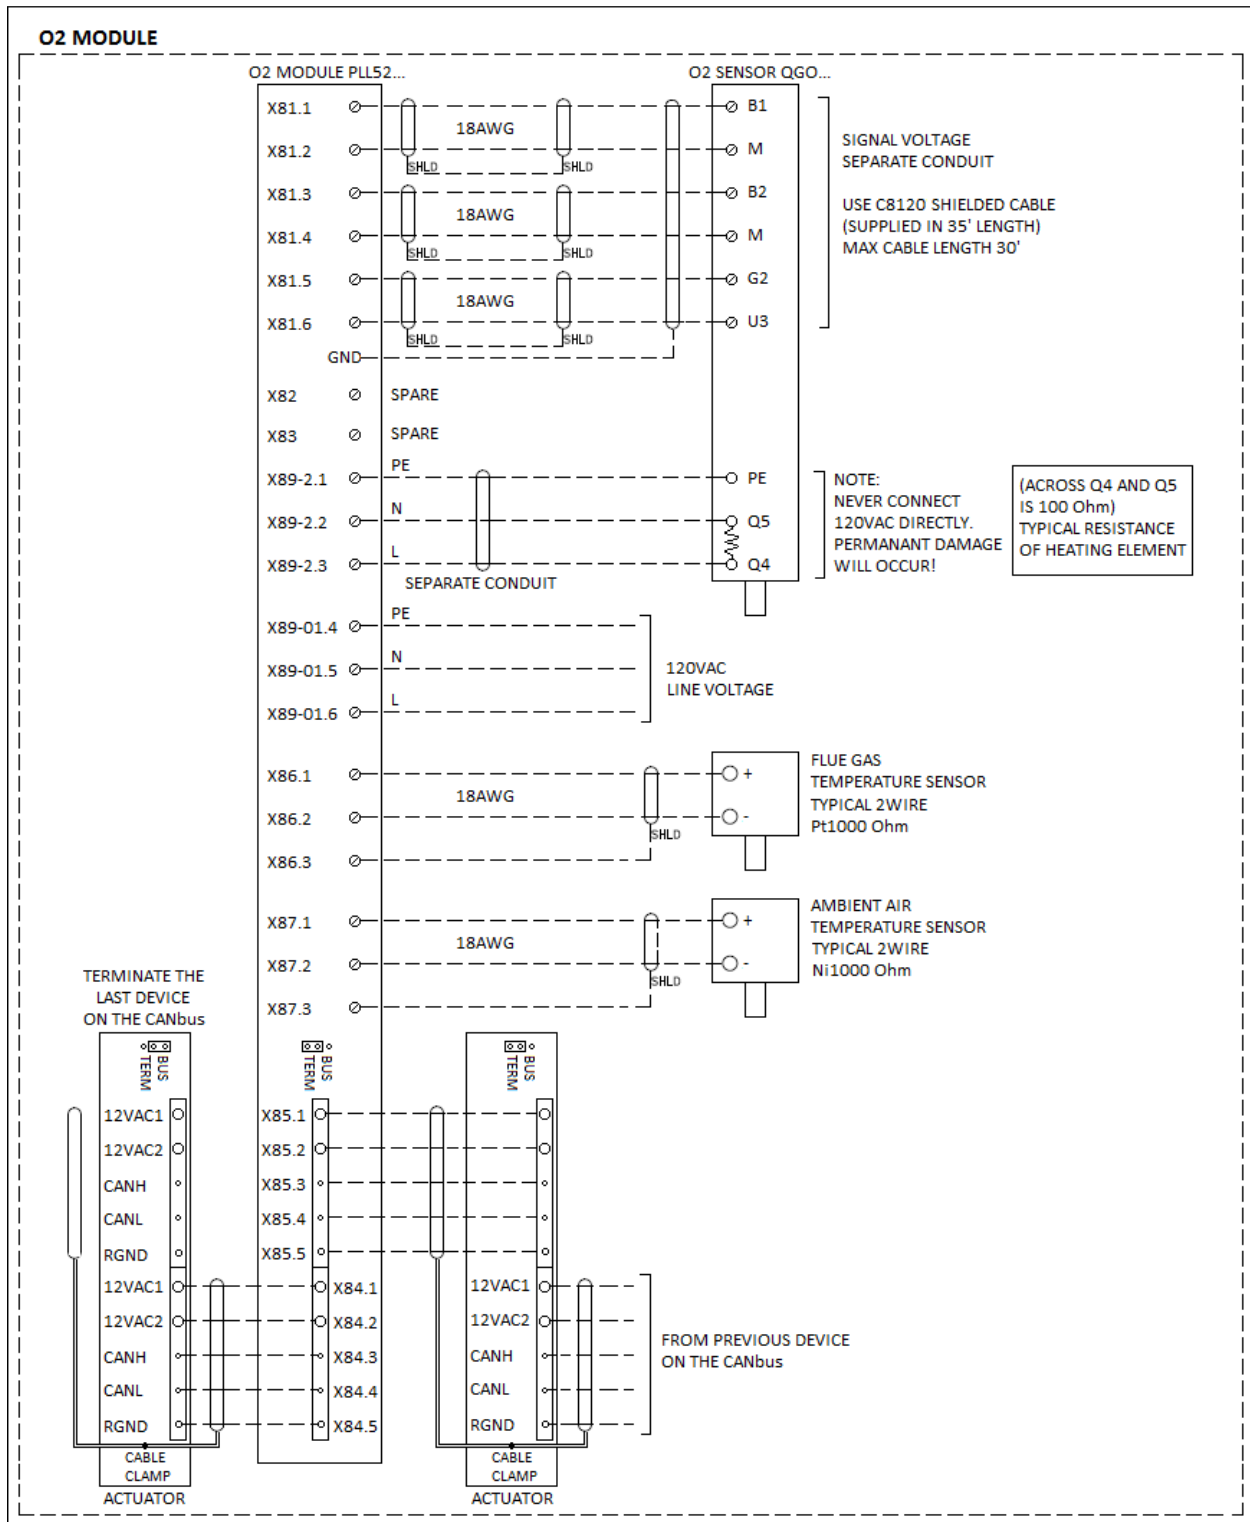 O2 MODULE
O2 MODULE PLL52...
O2 SENSOR QGO...
X81.1
B1
18AWG
X81.2
M
SHLD SHLD
X81.3
B2
18AWG
X81.4
M
SHLD SHLD
X81.5
G2
18AWG
X81.6
U3
SHLD SHLD
GND
SIGNAL VOLTAGE
SEPARATE CONDUIT
USE C8120 SHIELDED CABLE
(SUPPLIED IN 35' LENGTH)
MAX CABLE LENGTH 30'
X82
SPARE
X83
SPARE
X89-2.1
PE
PE
X89-2.2
N
Q5
X89-2.3
L
Q4
SEPARATE CONDUIT
NOTE:
NEVER CONNECT
120VAC DIRECTLY.
PERMANANT DAMAGE
WILL OCCUR!
(ACROSS Q4 AND Q5
IS 100 Ohm)
TYPICAL RESISTANCE
OF HEATING ELEMENT
X89-01.4
PE
X89-01.5
N
X89-01.6
L
120VAC
LINE VOLTAGE
X86.1
+
18AWG
X86.2
-
SHLD
X86.3
FLUE GAS
TEMPERATURE SENSOR
TYPICAL 2WIRE
Pt1000 Ohm
X87.1
+
18AWG
X87.2
-
SHLD
X87.3
AMBIENT AIR
TEMPERATURE SENSOR
TYPICAL 2WIRE
Ni1000 Ohm
TERMINATE THE
LAST DEVICE
ON THE CANbus
BUS
TERM
BUS
TERM
BUS
TERM
12VAC1
12VAC2
CANH
CANL
RGND
12VAC1
12VAC2
CANH
CANL
RGND
CABLE
CLAMP
ACTUATOR
X85.1
X85.2
X85.3
X85.4
X85.5
X84.1
X84.2
X84.3
X84.4
X84.5
12VAC1
12VAC2
CANH
CANL
RGND
CABLE
CLAMP
ACTUATOR
FROM PREVIOUS DEVICE
ON THE CANbus